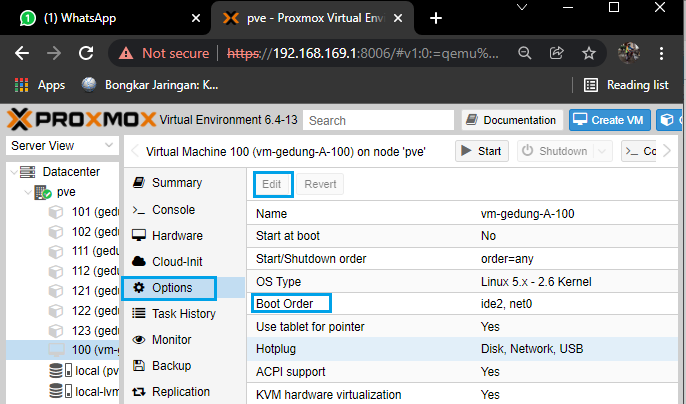 (1) WhatsApp
pve - Proxmox Virtual Envi
Not secure
https://192.168.169.1:8006/#v1:0:=qemu%...
Apps
Bongkar Jaringan: K...
Reading list
PROXMOX
Virtual Environment 6.4-13
Search
Documentation
Create VM
Server View
Virtual Machine 100 (vm-gedung-A-100) on node 'pve'
Start
Shutdown
>_ Co
Datacenter
pve
101 (gedu
102 (gedu
111 (gedu
112 (gedu
121 (gedu
122 (gedu
123 (gedu
100 (vm-g
local (pv
local-lvm
Summary
Console
Hardware
Cloud-Init
Options
Task History
Monitor
Backup
Replication
Edit
Revert
Name vm-gedung-A-100
Start at boot No
Start/Shutdown order order=any
OS Type Linux 5.x - 2.6 Kernel
Boot Order ide2, net0
Use tablet for pointer Yes
Hotplug Disk, Network, USB
ACPI support Yes
KVM hardware virtualization Yes